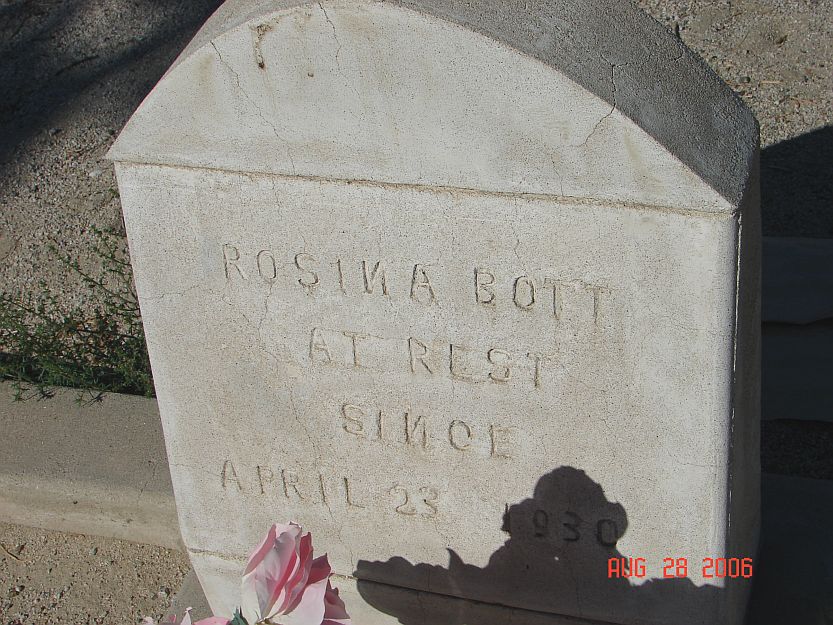 ROSINA BOTT
AT REST
SINCE
APRIL 23 1930
AUG 28 2006